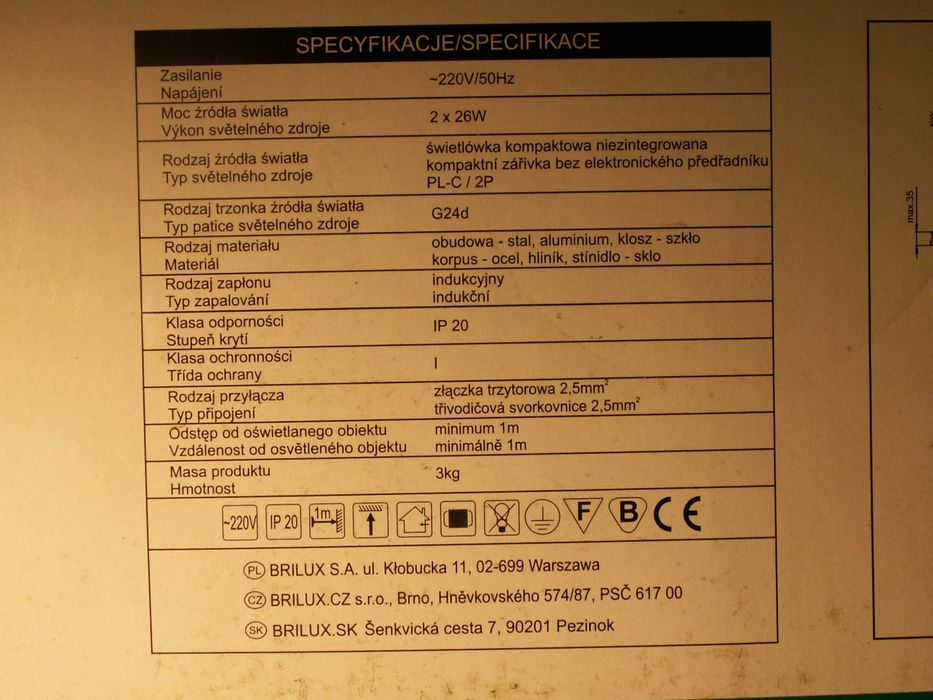 SPECYFIKACJE/SPECIFIKACE
Zasilanie
Napájení
~220V/50Hz
Moc źródła światła
Výkon světelného zdroje
2 x 26W
Rodzaj źródła światła
Typ světelného zdroje
świetlówka kompaktowa niezintegrowana
kompaktní zářivka bez elektronického předřadníku
PL-C / 2P
Rodzaj trzonka źródła światła
Typ patice světelného zdroje
G24d
Rodzaj materiału
Materiál
obudowa - stal, aluminium, klosz - szkło
korpus - ocel, hliník, stínidlo - sklo
Rodzaj zapłonu
Typ zapalování
indukcyjny
indukční
Klasa odporności
Stupeň krytí
IP 20
Klasa ochronności
Třída ochrany
I
Rodzaj przyłącza
Typ připojení
złączka trzytorowa 2,5mm²
třivodičová svorkovnice 2,5mm²
Odstęp od oświetlanego obiektu
Vzdálenost od osvětleného objektu
minimum 1m
minimálně 1m
Masa produktu
Hmotnost
3kg
~220V IP 20 1m F B CE
PL BRILUX S.A. ul. Kłobucka 11, 02-699 Warszawa
CZ BRILUX.CZ s.r.o., Brno, Hněvkovského 574/87, PSČ 617 00
SK BRILUX.SK Šenkvická cesta 7, 90201 Pezinok
max.35